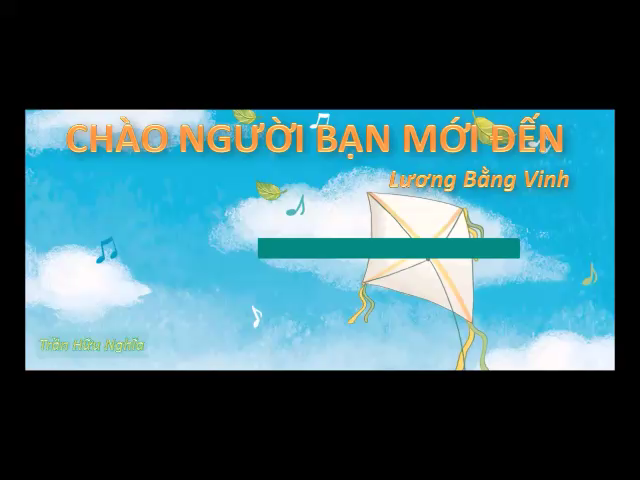 CHÀO NGƯỜI BẠN MỚI ĐẾN
Lương Bằng Vinh
Trần Hữu Nghĩa